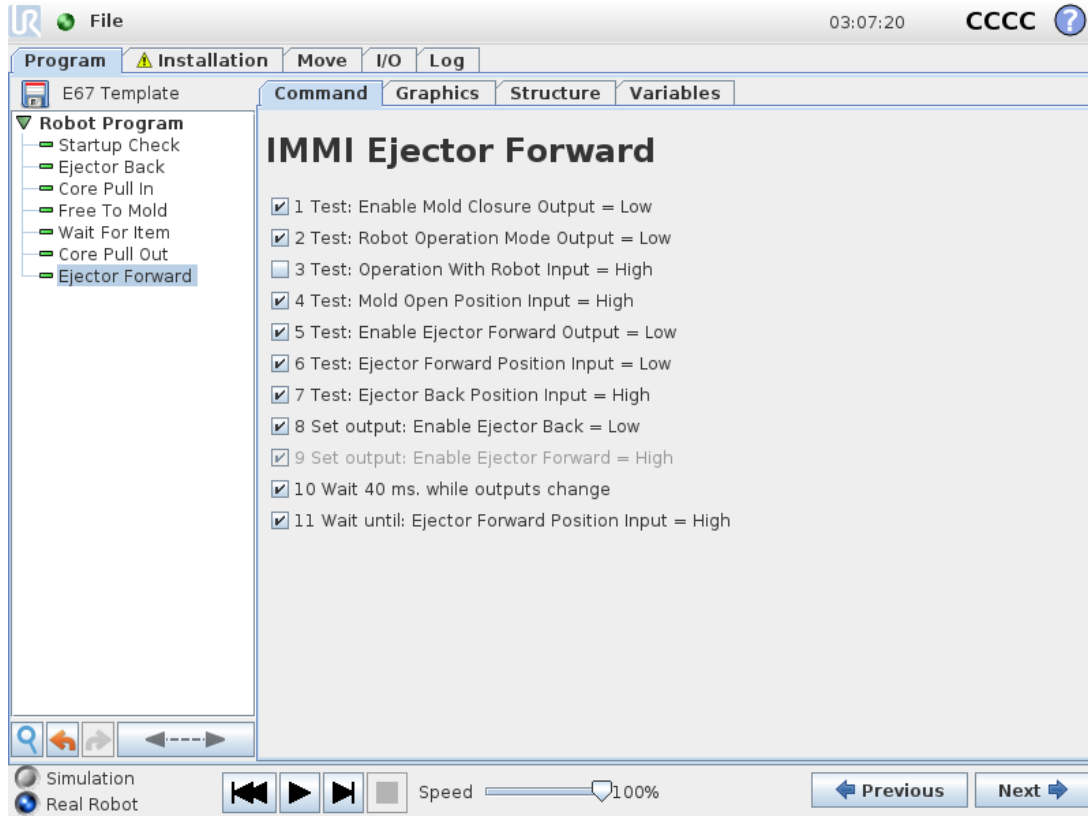 UR File 03:07:20 CCCC ?
Program Installation Move I/O Log
E67 Template
Command Graphics Structure Variables
Robot Program
Startup Check
Ejector Back
Core Pull In
Free To Mold
Wait For Item
Core Pull Out
Ejector Forward
IMMI Ejector Forward
1 Test: Enable Mold Closure Output = Low
2 Test: Robot Operation Mode Output = Low
3 Test: Operation With Robot Input = High
4 Test: Mold Open Position Input = High
5 Test: Enable Ejector Forward Output = Low
6 Test: Ejector Forward Position Input = Low
7 Test: Ejector Back Position Input = High
8 Set output: Enable Ejector Back = Low
9 Set output: Enable Ejector Forward = High
10 Wait 40 ms. while outputs change
11 Wait until: Ejector Forward Position Input = High
Simulation
Real Robot
Speed 100%
Previous Next